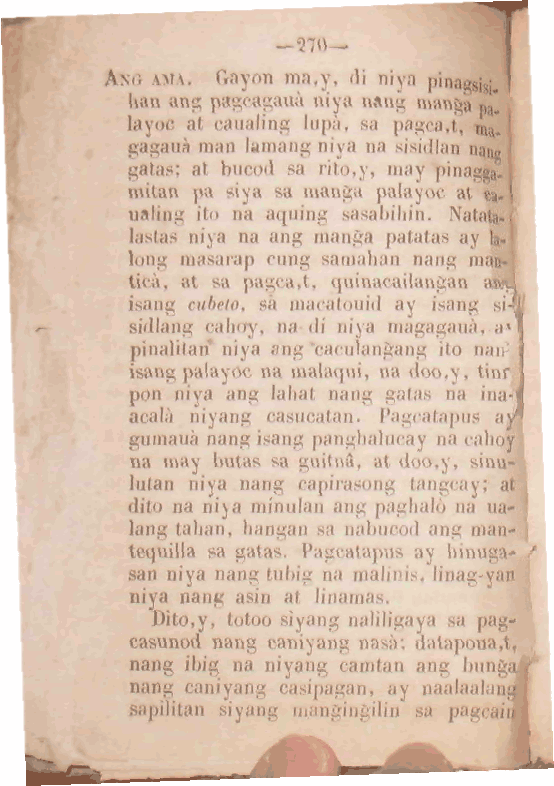 —270—
ANG AMA. Gayon ma,y, di niya pinagsisi-
han ang pagcagauà niya nang manga pa-
layoc at caualing lupà, sa pagca,t, ma-
gagauà man lamang niya na sisidlan nang
gatas; at bucod sa rito,y, may pinagga-
mitan pa siya sa manga palayoc at ca-
ualing ito na aquing sasabihin. Natata-
lastas niya na ang manga patatas ay la-
long masarap cung samahan nang man-
ticà, at sa pagca,t, quinacailangan ang
isang cubeto, sà macatouid ay isang si-
sidlang cahoy, na di niya magagauà, at
pinalitan niya ang caculangang ito nang
isang palayoc na malaqui, na doo,y, tini-
pon niya ang lahat nang gatas na ina-
acalà niyang casucatan. Pagcatapus ay
gumauà nang isang panghalucay na cahoy
na may butas sa guitnâ, at doo,y, sinu-
lutan niya nang capirasong tangcay; at
dito na niya minulan ang paghalò na ua-
lang tahan, hangan sa nabucod ang man-
tequilla sa gatas. Pagcatapus ay hinuga-
san niya nang tubig na malinis, linag-yan
niya nang asin at linamas.
Dito,y, totoo siyang naliligaya sa pag-
casunod nang caniyang nasà; datapoua,t,
nang ibig na niyang camtan ang bunga
nang caniyang casipagan, ay naalaalang
sapilitan siyang mangingilin sa pagcain